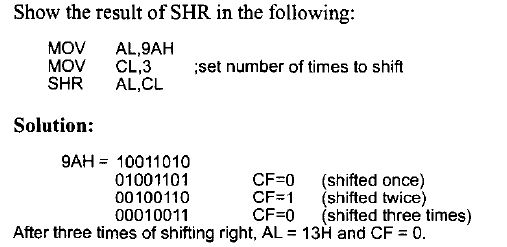 Show the result of SHR in the following:
MOV AL,9AH
MOV CL,3 ;set number of times to shift
SHR AL,CL
Solution:
9AH = 10011010
01001101 CF=0 (shifted once)
00100110 CF=1 (shifted twice)
00010011 CF=0 (shifted three times)
After three times of shifting right, AL = 13H and CF = 0.